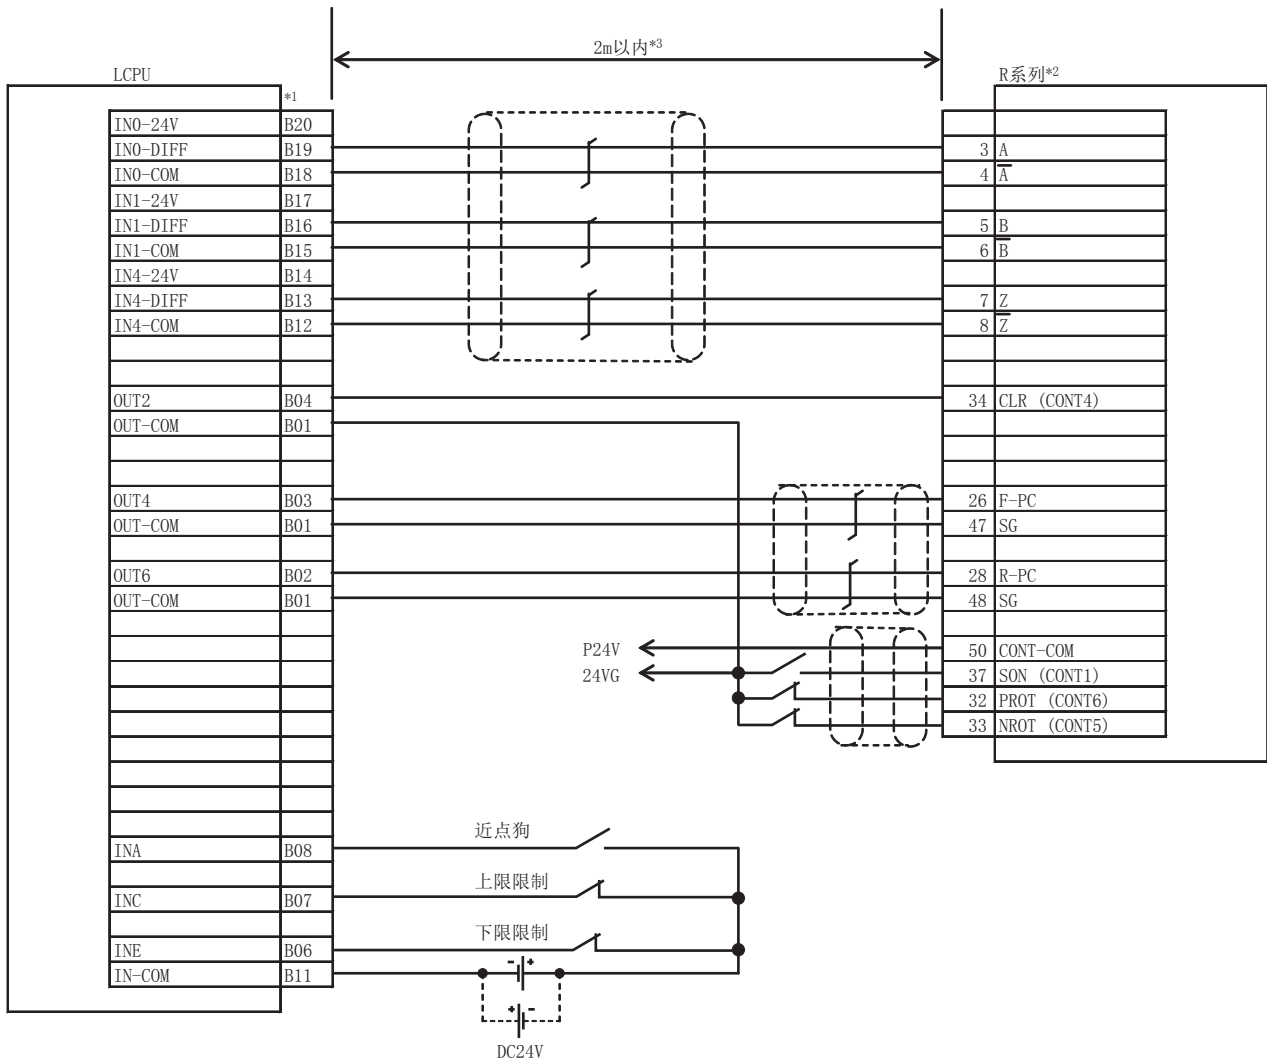 2m以内*3
LCPU
R系列*2
*1
IN0-24V B20
IN0-DIFF B19 3 A
IN0-COM B18 4 A̅
IN1-24V B17
IN1-DIFF B16 5 B
IN1-COM B15 6 B̅
IN4-24V B14
IN4-DIFF B13 7 Z
IN4-COM B12 8 Z̅
OUT2 B04 34 CLR (CONT4)
OUT-COM B01
OUT4 B03 26 F-PC
OUT-COM B01 47 SG
OUT6 B02 28 R-PC
OUT-COM B01 48 SG
P24V 50 CONT-COM
24VG 37 SON (CONT1)
32 PROT (CONT6)
33 NROT (CONT5)
近点狗
INA B08
上限限制
INC B07
下限限制
INE B06
IN-COM B11
- +
+ -
DC24V